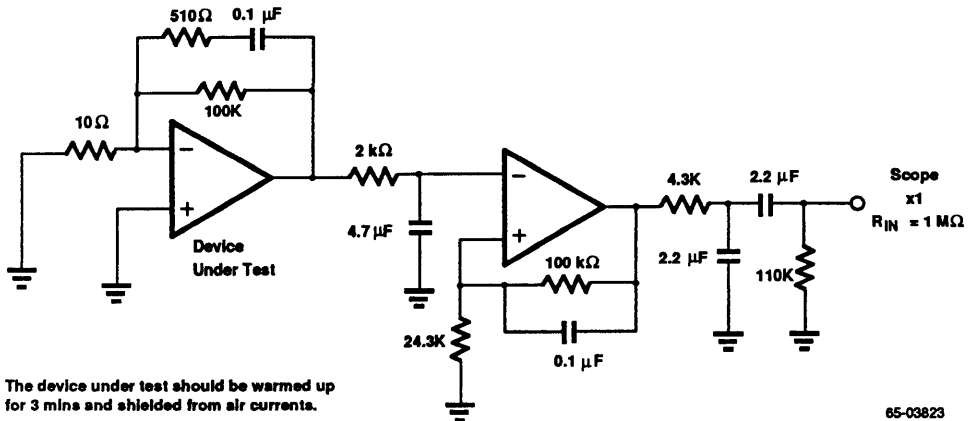 510Ω
0.1 µF
100K
10Ω
−
+
Device
Under Test
2 kΩ
4.7 µF
−
+
100 kΩ
0.1 µF
24.3K
4.3K
2.2 µF
2.2 µF
110K
Scope
x1
RIN = 1 MΩ
The device under test should be warmed up
for 3 mins and shielded from air currents.
65-03823